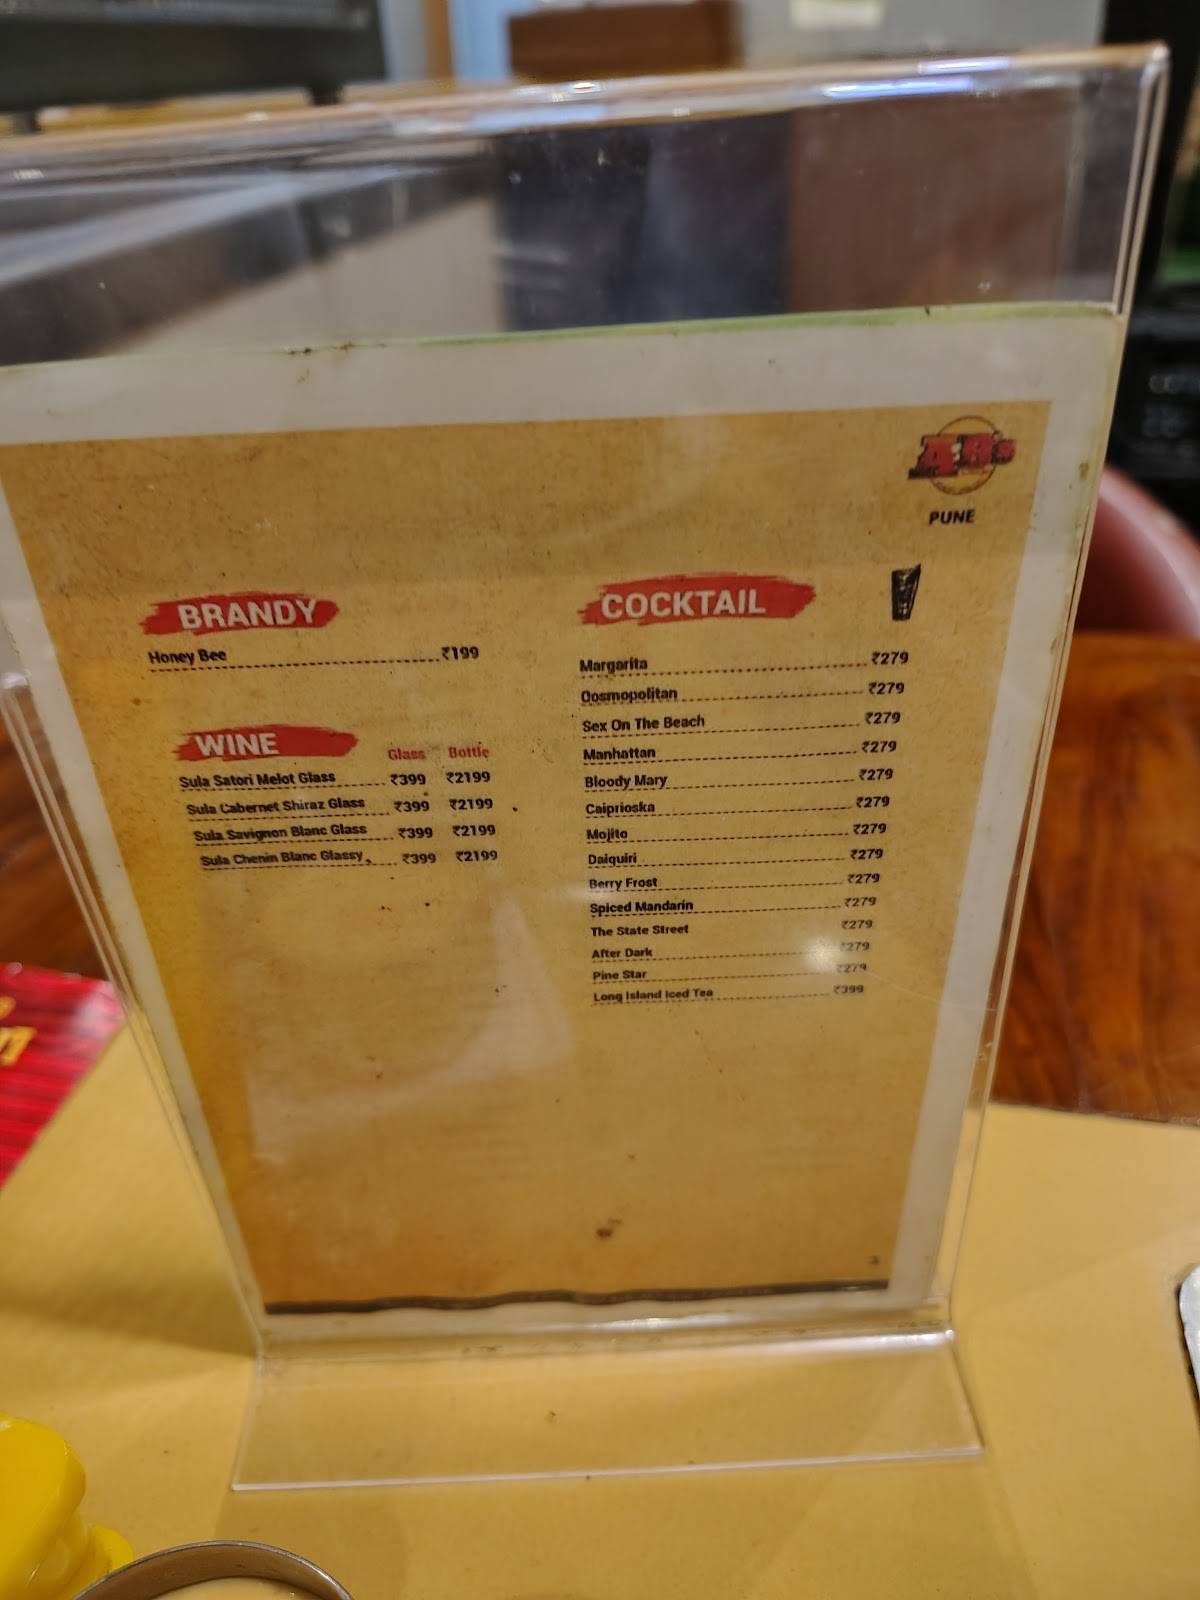 AB's
PUNE
BRANDY
Honey Bee ₹199
WINE Glass Bottle
Sula Satori Melot Glass ₹399 ₹2199
Sula Cabernet Shiraz Glass ₹399 ₹2199
Sula Savignon Blanc Glass ₹399 ₹2199
Sula Chenin Blanc Glassy ₹399 ₹2199
COCKTAIL
Margarita ₹279
Cosmopolitan ₹279
Sex On The Beach ₹279
Manhattan ₹279
Bloody Mary ₹279
Caiprioska ₹279
Mojito ₹279
Daiquiri ₹279
Berry Frost ₹279
Spiced Mandarin ₹279
The State Street ₹279
After Dark ₹279
Pine Star ₹279
Long Island Iced Tea ₹399
3